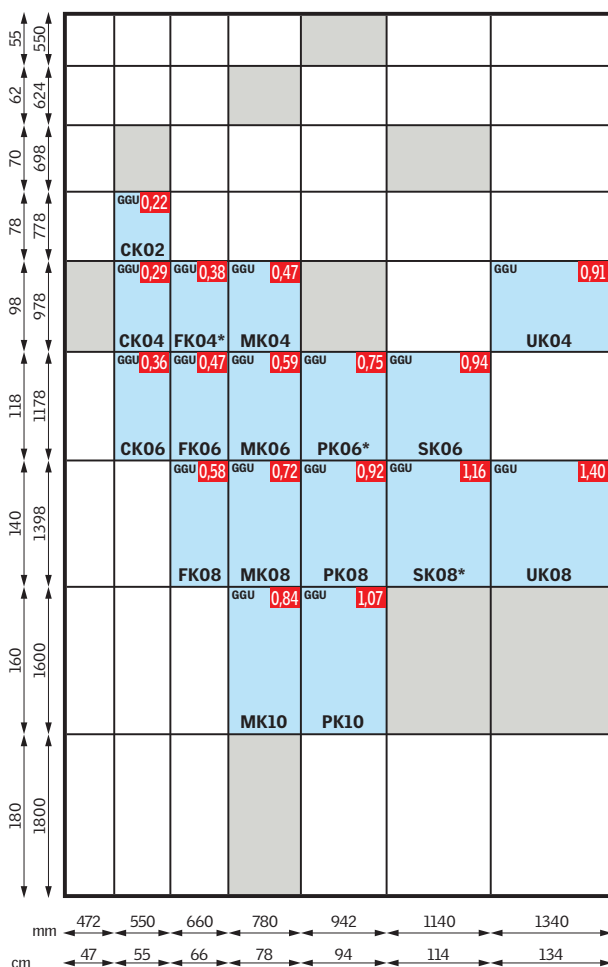 55 550
62 624
70 698
78 778
GGU 0,22
CK02
98 978
GGU 0,29 GGU 0,38 GGU 0,47 GGU 0,91
CK04 FK04* MK04 UK04
118 1178
GGU 0,36 GGU 0,47 GGU 0,59 GGU 0,75 GGU 0,94
CK06 FK06 MK06 PK06* SK06
140 1398
GGU 0,58 GGU 0,72 GGU 0,92 GGU 1,16 GGU 1,40
FK08 MK08 PK08 SK08* UK08
160 1600
GGU 0,84 GGU 1,07
MK10 PK10
180 1800
mm 472 550 660 780 942 1140 1340
cm 47 55 66 78 94 114 134